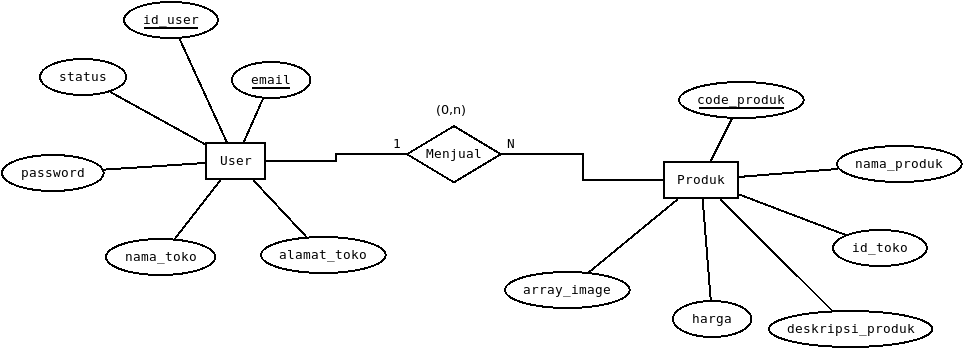 id_user
status
email
code_produk
(0,n)
1
N
User
Menjual
nama_produk
password
Produk
nama_toko
alamat_toko
id_toko
array_image
harga
deskripsi_produk